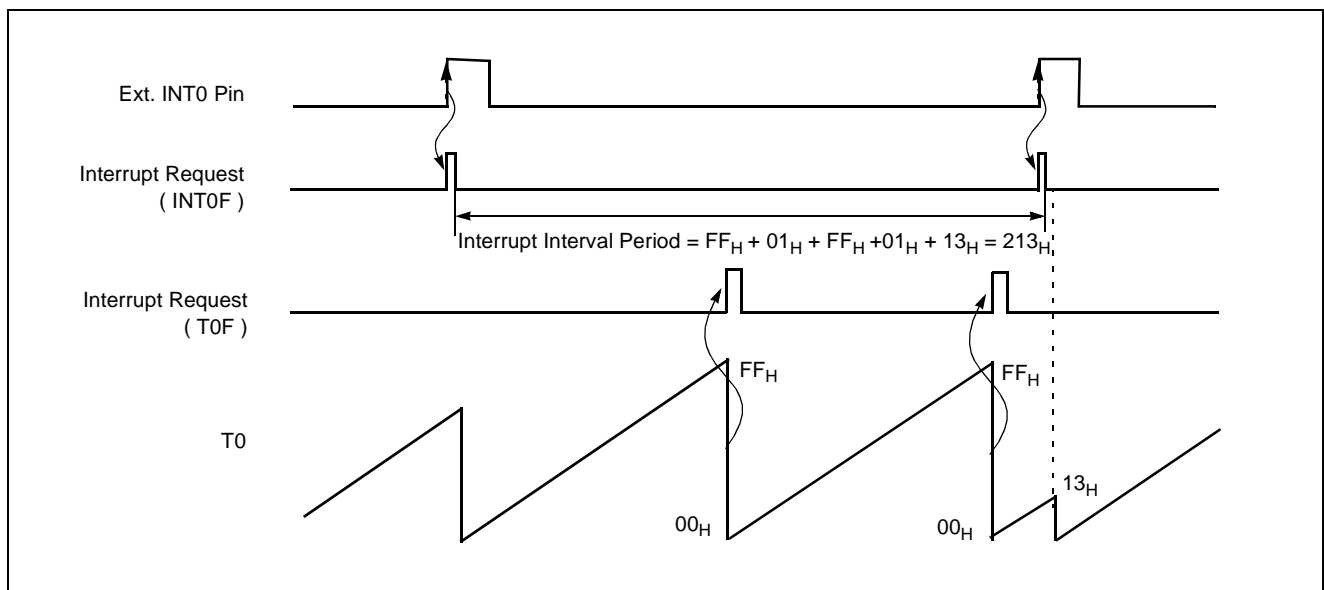 Ext. INT0 Pin
Interrupt Request
( INT0F )
Interrupt Interval Period = FFH + 01H + FFH +01H + 13H = 213H
Interrupt Request
( T0F )
FFH
FFH
T0
13H
00H
00H